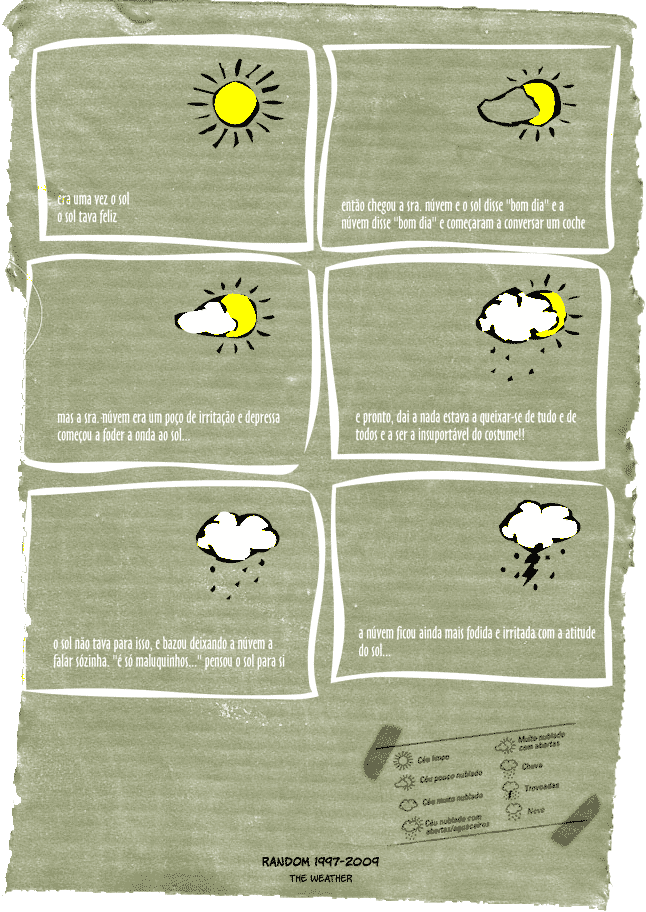 era uma vez o sol
o sol tava feliz
então chegou a sra. núvem e o sol disse "bom dia" e a
núvem disse "bom dia" e começaram a conversar um coche
mas a sra. núvem era um poço de irritação e depressa
começou a foder a onda ao sol...
e pronto, dai a nada estava a queixar-se de tudo e de
todos e a ser a insuportável do costume!!
o sol não tava para isso, e bazou deixando a núvem a
falar sózinha. "é só maluquinhos..." pensou o sol para si
a núvem ficou ainda mais fodida e irritada com a atitude
do sol...
Céu limpo
Céu pouco nublado
Céu muito nublado
Céu nublado com
abertas/aguaceiros
Muito nublado
com abertas
Chuva
Trovoadas
Neve
RANDOM 1997-2009
THE WEATHER